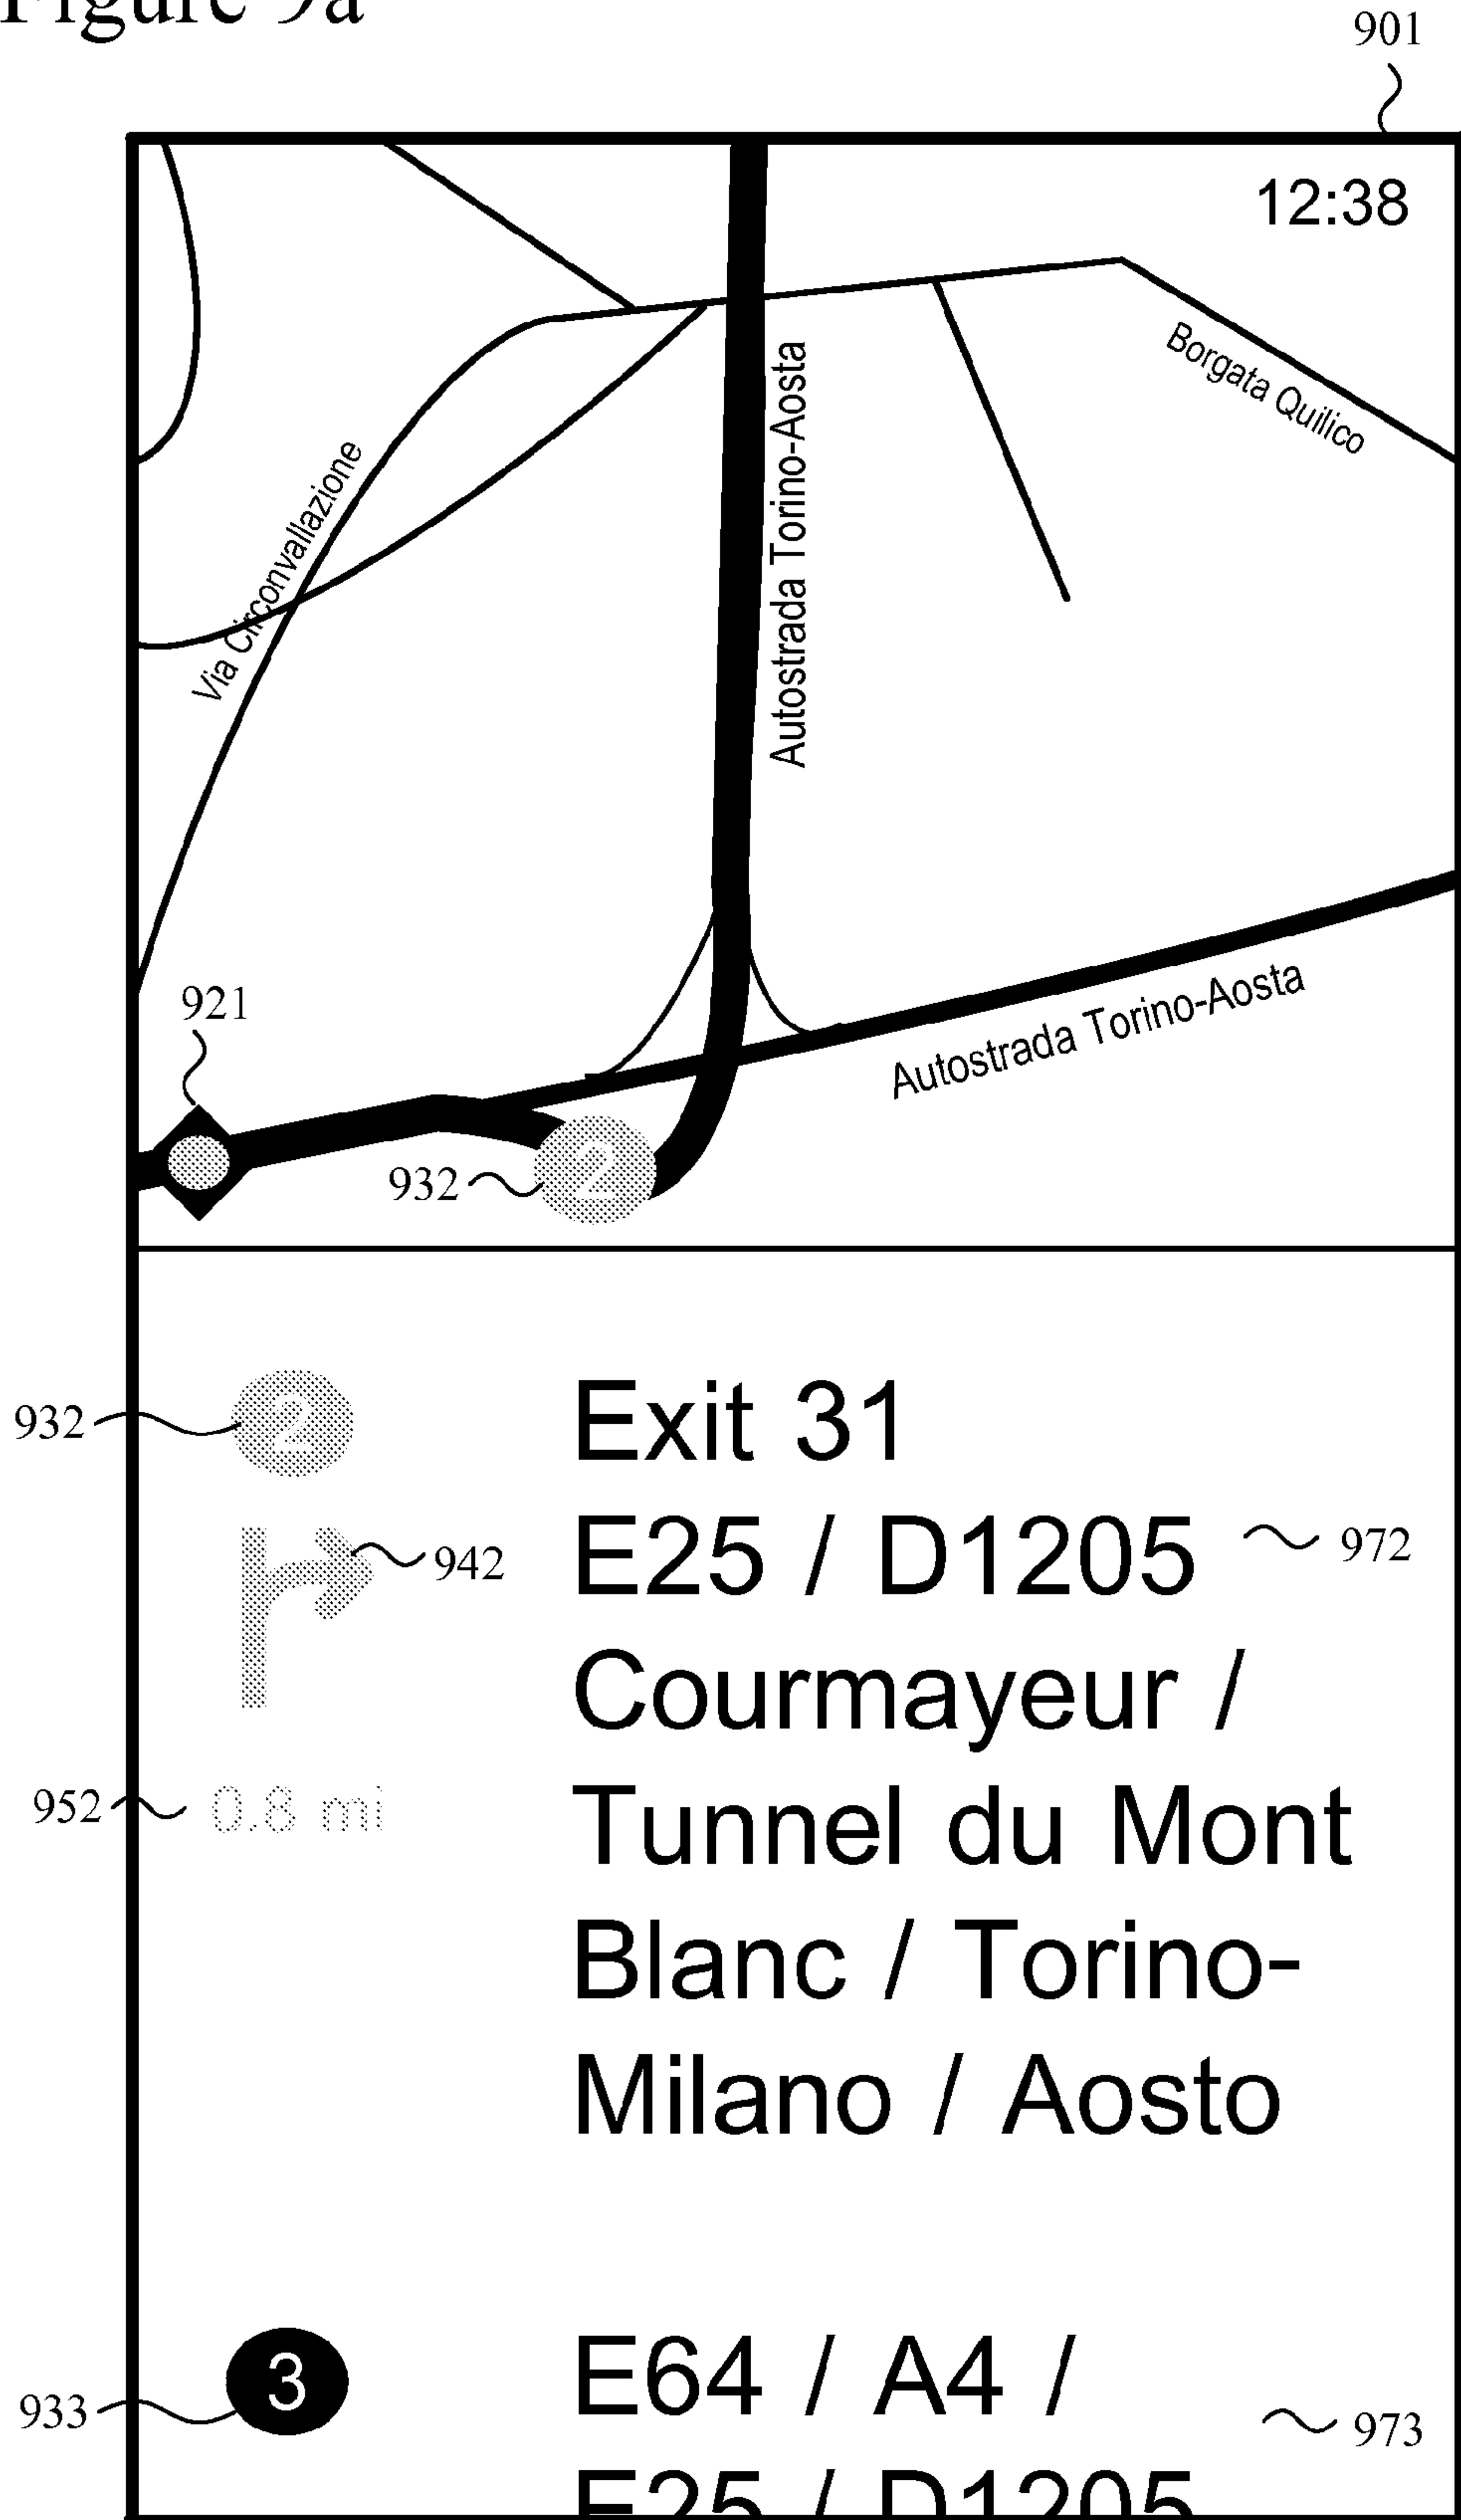 Figure 9a
901
12:38
Borgata Quilico
Autostrada Torino-Aosta
Via Circonvallazione
Autostrada Torino-Aosta
921
932
2
932
2
Exit 31
942
E25 / D1205
972
Courmayeur /
952
0.8 mi
Tunnel du Mont
Blanc / Torino-
Milano / Aosto
933
3
E64 / A4 /
973
E25 / D1205